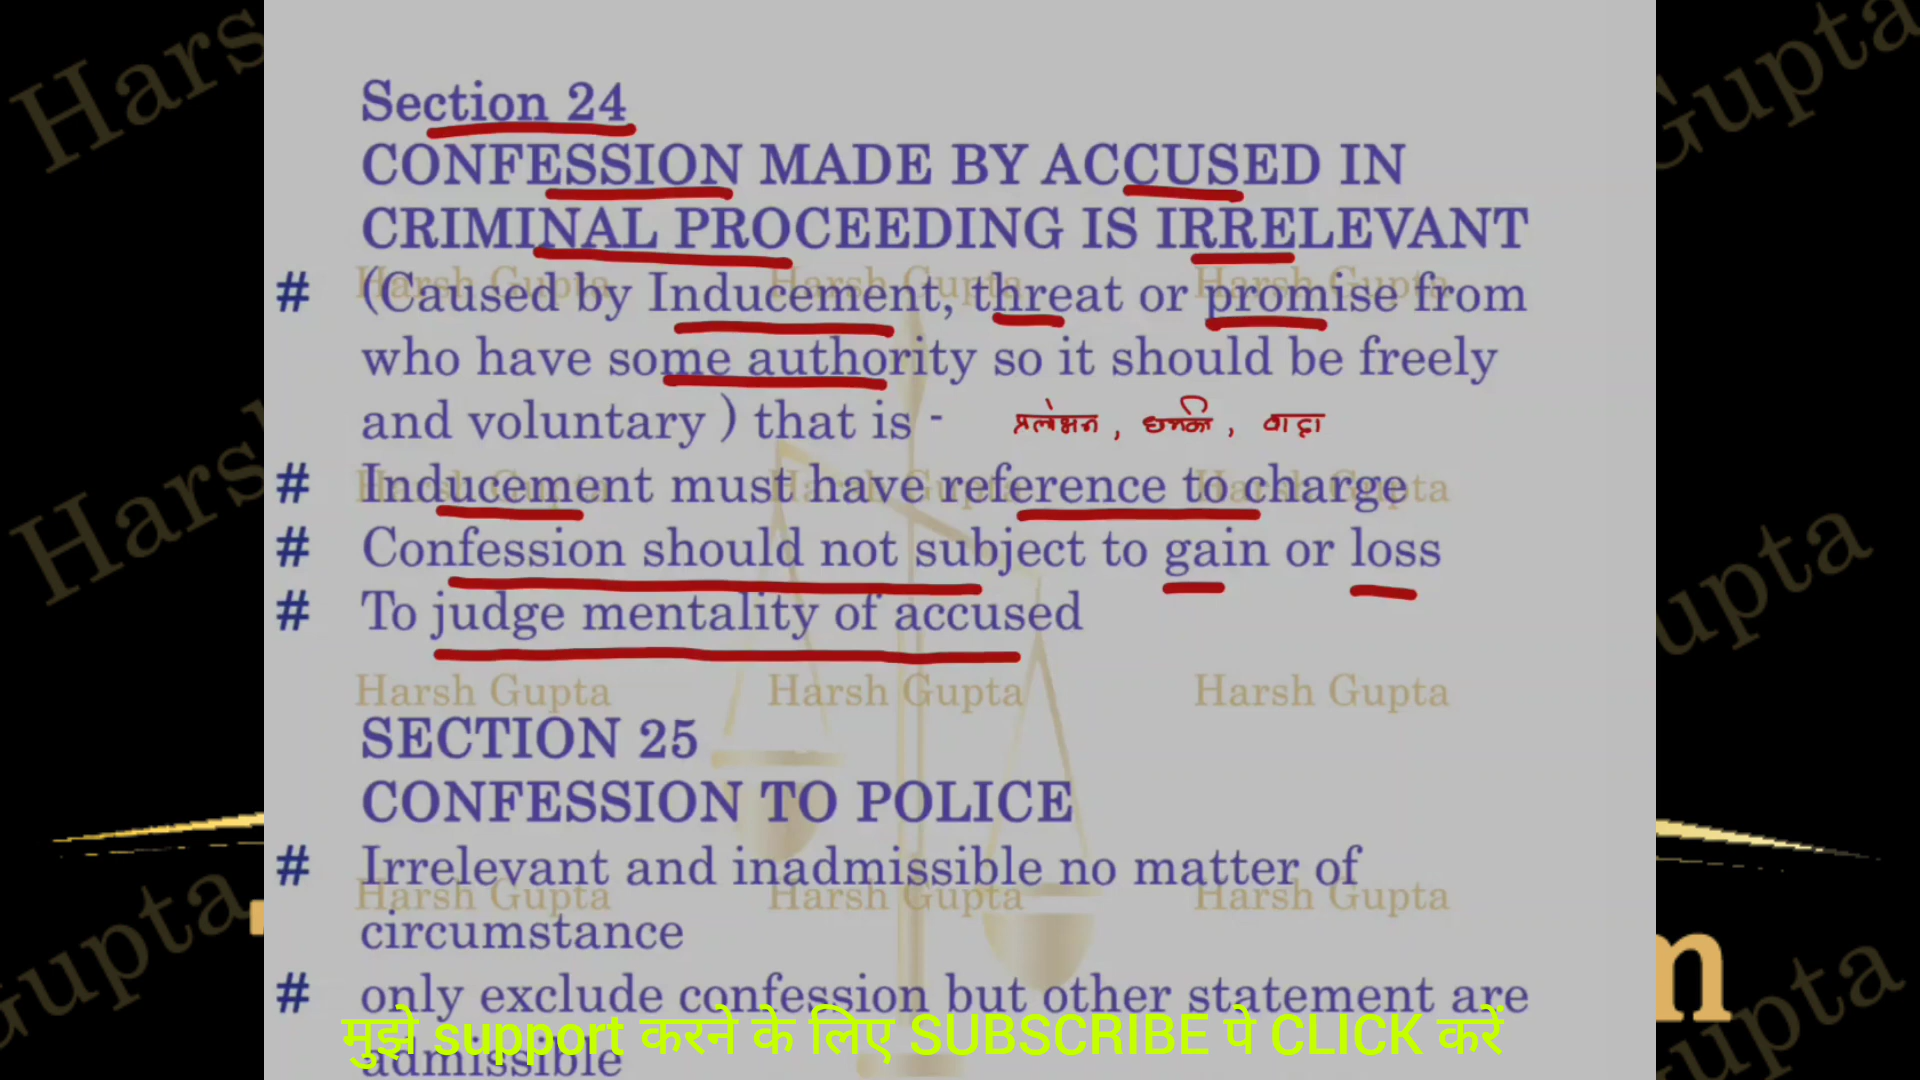 Section 24
CONFESSION MADE BY ACCUSED IN
CRIMINAL PROCEEDING IS IRRELEVANT
# (Caused by Inducement, threat or promise from
who have some authority so it should be freely
and voluntary ) that is - प्रलोभन , धमकी , वादा
# Inducement must have reference to charge
# Confession should not subject to gain or loss
# To judge mentality of accused
Harsh Gupta Harsh Gupta Harsh Gupta
SECTION 25
CONFESSION TO POLICE
# Irrelevant and inadmissible no matter of
circumstance
# only exclude confession but other statement are
admissible
मुझे support करने के लिए SUBSCRIBE पे CLICK करें